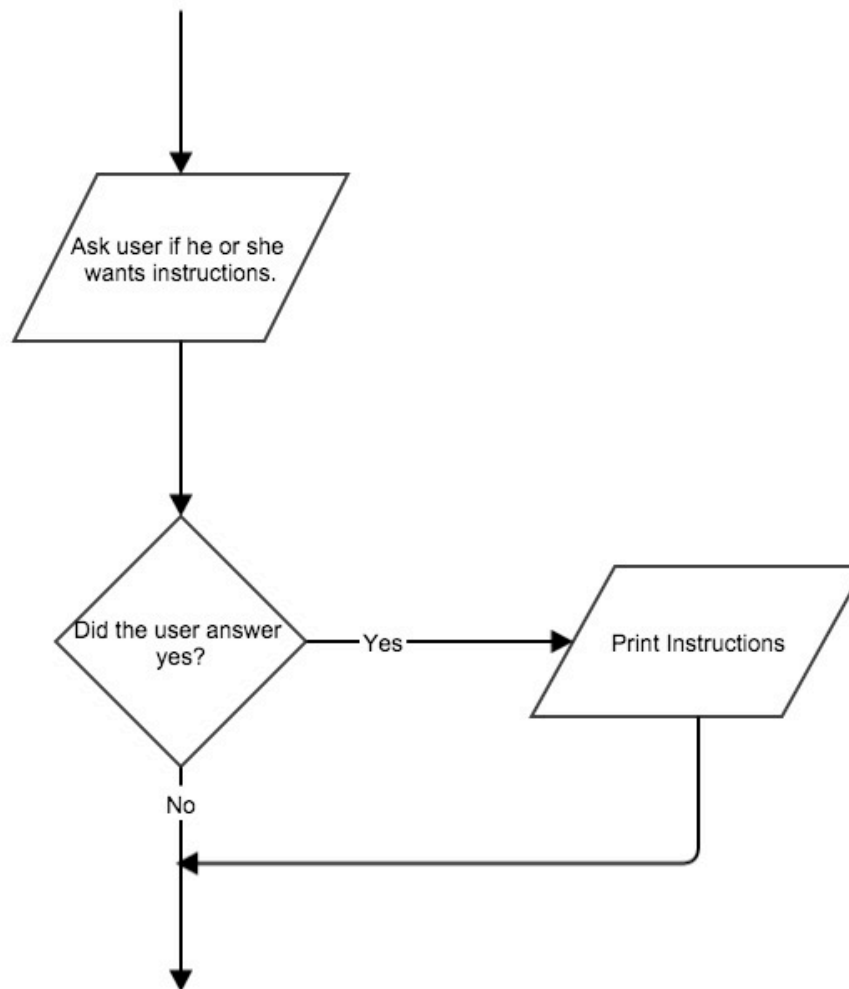 Ask user if he or she
wants instructions.
Did the user answer
yes?
Yes
Print Instructions
No